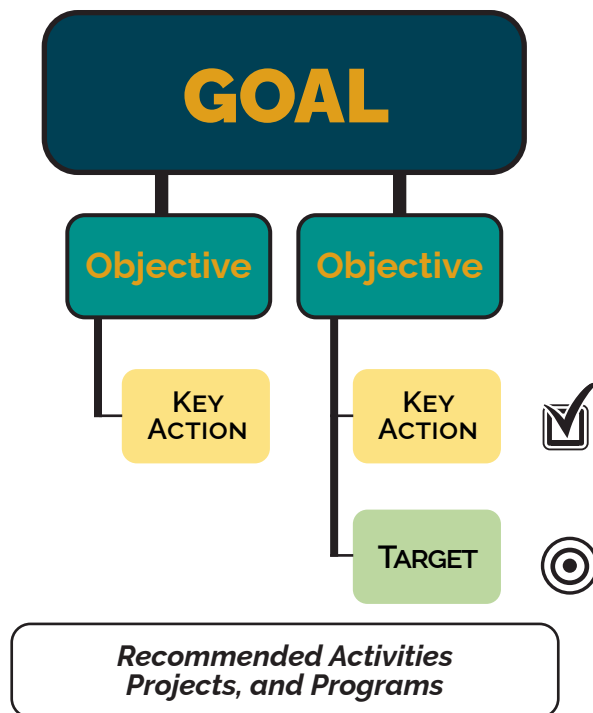 GOAL
Objective
Objective
KEY
ACTION
KEY
ACTION
TARGET
Recommended Activities
Projects, and Programs